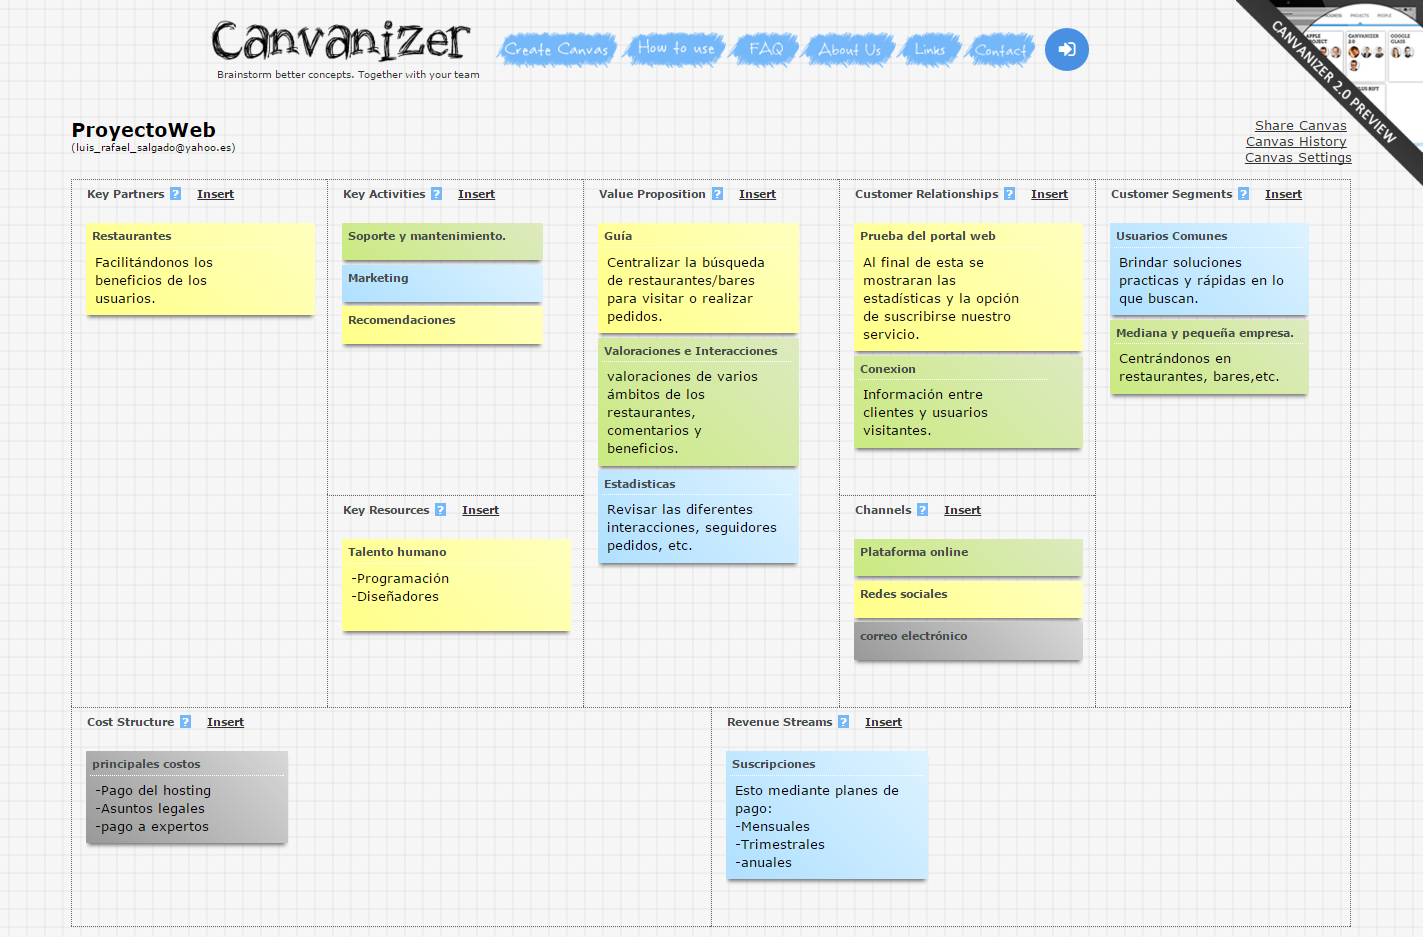 Canvanizer
Brainstorm better concepts. Together with your team
Create Canvas
How to use
FAQ
About Us
Links
Contact
CANVANIZER 2.0 PREVIEW
PROJECTS
PEOPLE
CANVANIZER
2.0
GOOGLE
GLASS
ProyectoWeb
(luis_rafael_salgado@yahoo.es)
Share Canvas
Canvas History
Canvas Settings
Key Partners ? Insert
Restaurantes
Facilitándonos los
beneficios de los
usuarios.
Key Activities ? Insert
Soporte y mantenimiento.
Marketing
Recomendaciones
Key Resources ? Insert
Talento humano
-Programación
-Diseñadores
Value Proposition ? Insert
Guía
Centralizar la búsqueda
de restaurantes/bares
para visitar o realizar
pedidos.
Valoraciones e Interacciones
valoraciones de varios
ámbitos de los
restaurantes,
comentarios y
beneficios.
Estadisticas
Revisar las diferentes
interacciones, seguidores
pedidos, etc.
Customer Relationships ? Insert
Prueba del portal web
Al final de esta se
mostraran las
estadísticas y la opción
de suscribirse nuestro
servicio.
Conexion
Información entre
clientes y usuarios
visitantes.
Channels ? Insert
Plataforma online
Redes sociales
correo electrónico
Customer Segments ? Insert
Usuarios Comunes
Brindar soluciones
practicas y rápidas en lo
que buscan.
Mediana y pequeña empresa.
Centrándonos en
restaurantes, bares,etc.
Cost Structure ? Insert
principales costos
-Pago del hosting
-Asuntos legales
-pago a expertos
Revenue Streams ? Insert
Suscripciones
Esto mediante planes de
pago:
-Mensuales
-Trimestrales
-anuales